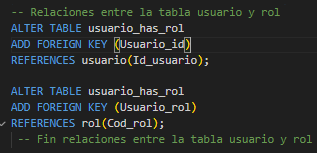 -- Relaciones entre la tabla usuario y rol
ALTER TABLE usuario_has_rol
ADD FOREIGN KEY (Usuario_id)
REFERENCES usuario(Id_usuario);
ALTER TABLE usuario_has_rol
ADD FOREIGN KEY (Usuario_rol)
REFERENCES rol(Cod_rol);
-- Fin relaciones entre la tabla usuario y rol